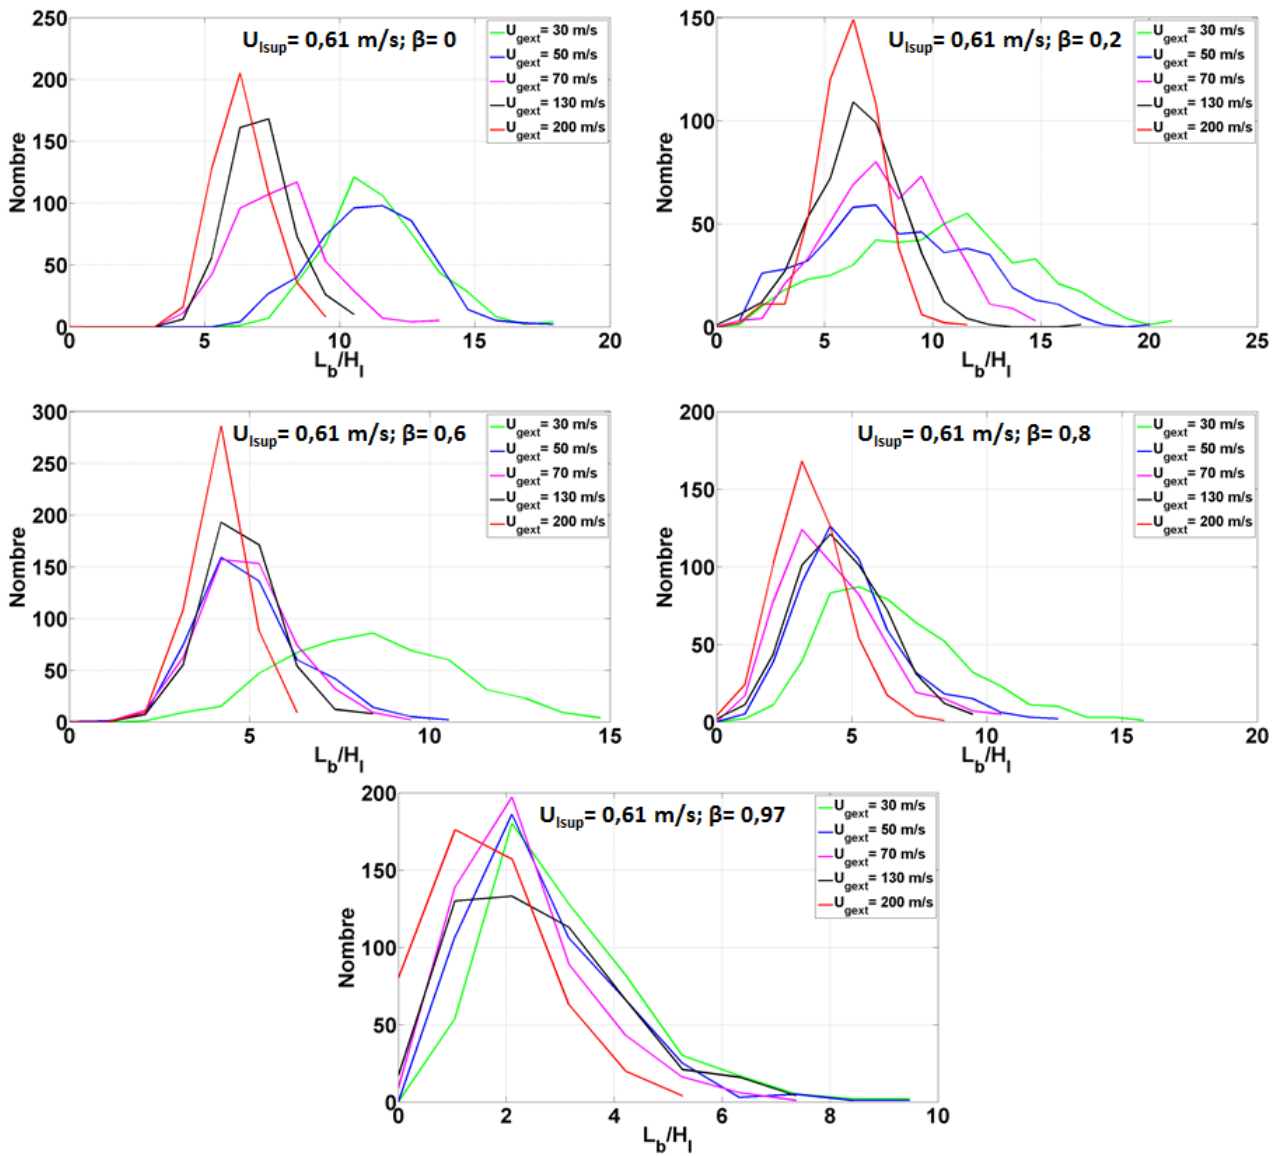 U_lsup= 0,61 m/s; β= 0
U_gext= 30 m/s
U_gext= 50 m/s
U_gext= 70 m/s
U_gext= 130 m/s
U_gext= 200 m/s
Nombre
250
200
150
100
50
0
0 5 10 15 20
L_b/H_l
U_lsup= 0,61 m/s; β= 0,2
U_gext= 30 m/s
U_gext= 50 m/s
U_gext= 70 m/s
U_gext= 130 m/s
U_gext= 200 m/s
Nombre
150
100
50
0
0 5 10 15 20 25
L_b/H_l
U_lsup= 0,61 m/s; β= 0,6
U_gext= 30 m/s
U_gext= 50 m/s
U_gext= 70 m/s
U_gext= 130 m/s
U_gext= 200 m/s
Nombre
300
250
200
150
100
50
0
0 5 10 15
L_b/H_l
U_lsup= 0,61 m/s; β= 0,8
U_gext= 30 m/s
U_gext= 50 m/s
U_gext= 70 m/s
U_gext= 130 m/s
U_gext= 200 m/s
Nombre
200
150
100
50
0
0 5 10 15 20
L_b/H_l
U_lsup= 0,61 m/s; β= 0,97
U_gext= 30 m/s
U_gext= 50 m/s
U_gext= 70 m/s
U_gext= 130 m/s
U_gext= 200 m/s
Nombre
200
150
100
50
0
0 2 4 6 8 10
L_b/H_l